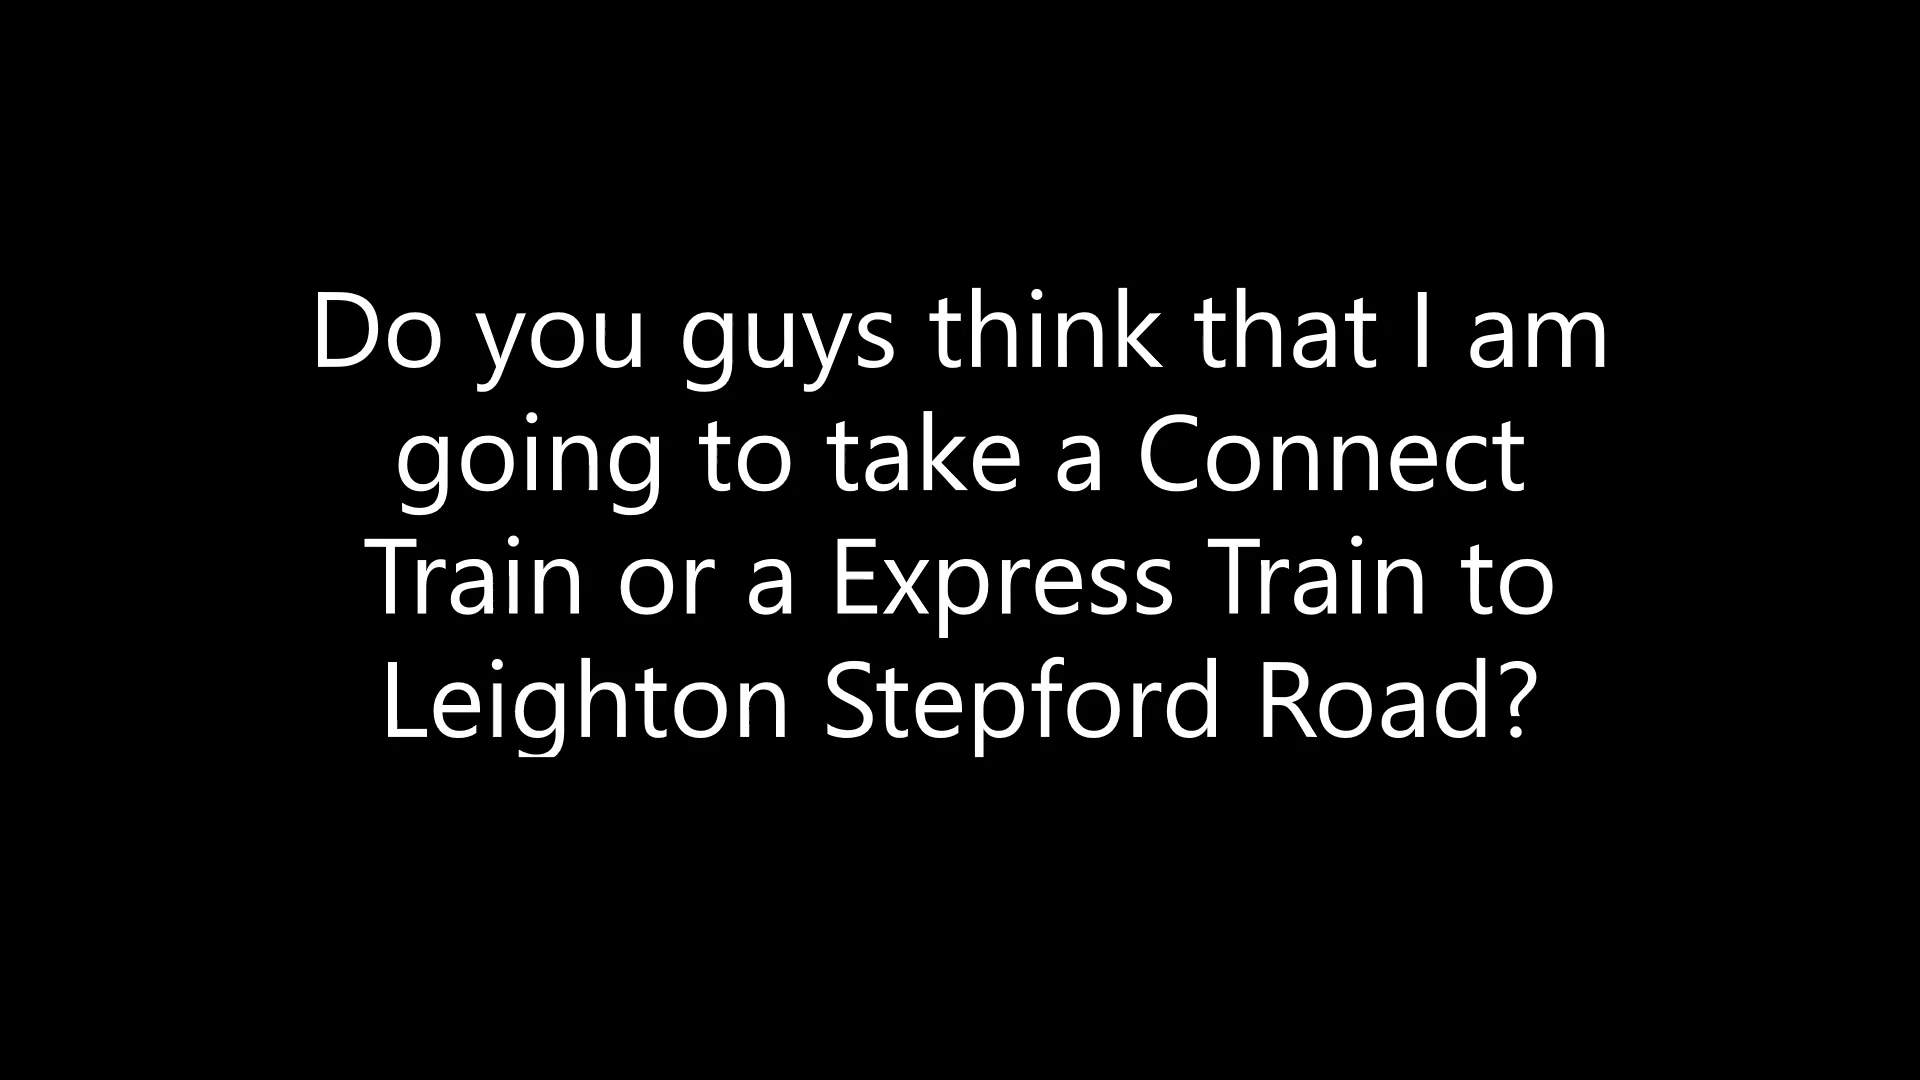 Do you guys think that I am
going to take a Connect
Train or a Express Train to
Leighton Stepford Road?